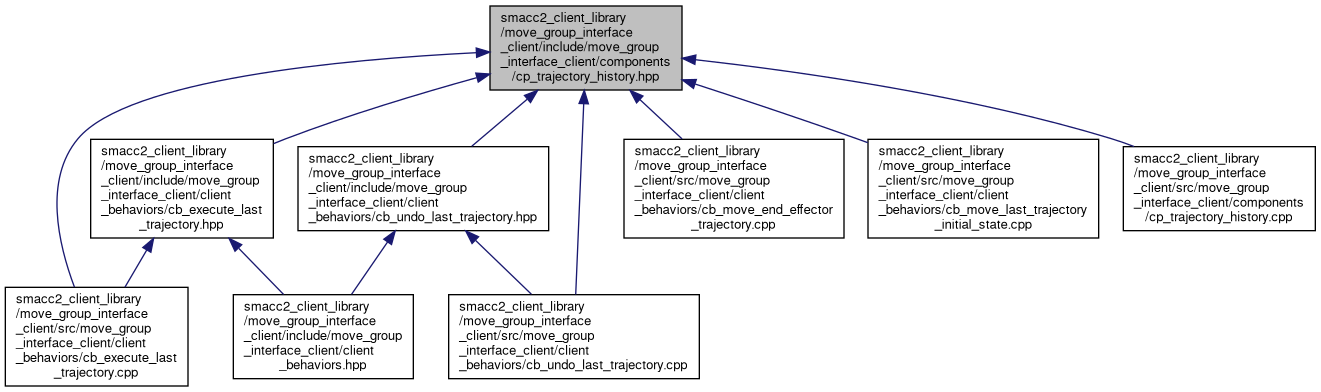 smacc2_client_library
/move_group_interface
_client/include/move_group
_interface_client/components
/cp_trajectory_history.hpp
smacc2_client_library
/move_group_interface
_client/include/move_group
_interface_client/client
_behaviors/cb_execute_last
_trajectory.hpp
smacc2_client_library
/move_group_interface
_client/include/move_group
_interface_client/client
_behaviors/cb_undo_last_trajectory.hpp
smacc2_client_library
/move_group_interface
_client/src/move_group
_interface_client/client
_behaviors/cb_move_end_effector
_trajectory.cpp
smacc2_client_library
/move_group_interface
_client/src/move_group
_interface_client/client
_behaviors/cb_move_last_trajectory
_initial_state.cpp
smacc2_client_library
/move_group_interface
_client/src/move_group
_interface_client/components
/cp_trajectory_history.cpp
smacc2_client_library
/move_group_interface
_client/src/move_group
_interface_client/client
_behaviors/cb_execute_last
_trajectory.cpp
smacc2_client_library
/move_group_interface
_client/include/move_group
_interface_client/client
_behaviors.hpp
smacc2_client_library
/move_group_interface
_client/src/move_group
_interface_client/client
_behaviors/cb_undo_last_trajectory.cpp